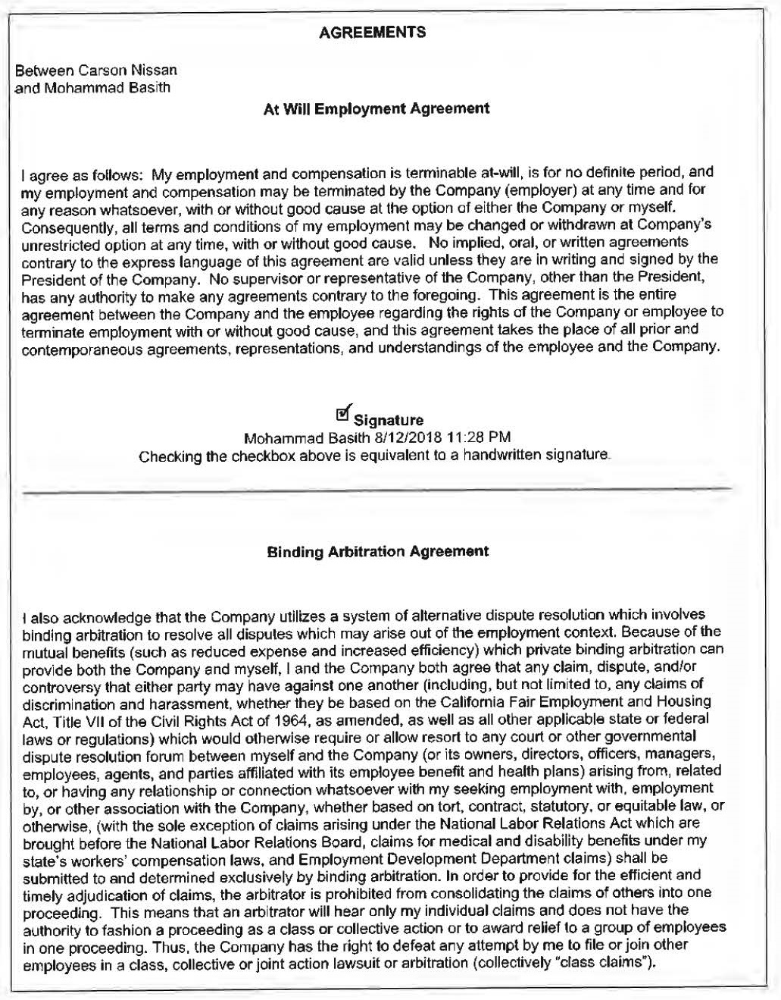 AGREEMENTS
Between Carson Nissan
and Mohammad Basith
At Will Employment Agreement
I agree as follows: My employment and compensation is terminable at-will, is for no definite period, and
my employment and compensation may be terminated by the Company (employer) at any time and for
any reason whatsoever, with or without good cause at the option of either the Company or myself.
Consequently, all terms and conditions of my employment may be changed or withdrawn at Company's
unrestricted option at any time, with or without good cause. No implied, oral, or written agreements
contrary to the express language of this agreement are valid unless they are in writing and signed by the
President of the Company. No supervisor or representative of the Company, other than the President,
has any authority to make any agreements contrary to the foregoing. This agreement is the entire
agreement between the Company and the employee regarding the rights of the Company or employee to
terminate employment with or without good cause, and this agreement takes the place of all prior and
contemporaneous agreements, representations, and understandings of the employee and the Company.
Signature
Mohammad Basith 8/12/2018 11:28 PM
Checking the checkbox above is equivalent to a handwritten signature.
Binding Arbitration Agreement
I also acknowledge that the Company utilizes a system of alternative dispute resolution which involves
binding arbitration to resolve all disputes which may arise out of the employment context. Because of the
mutual benefits (such as reduced expense and increased efficiency) which private binding arbitration can
provide both the Company and myself, I and the Company both agree that any claim, dispute, and/or
controversy that either party may have against one another (including, but not limited to, any claims of
discrimination and harassment, whether they be based on the California Fair Employment and Housing
Act, Title VII of the Civil Rights Act of 1964, as amended, as well as all other applicable state or federal
laws or regulations) which would otherwise require or allow resort to any court or other governmental
dispute resolution forum between myself and the Company (or its owners, directors, officers, managers,
employees, agents, and parties affiliated with its employee benefit and health plans) arising from, related
to, or having any relationship or connection whatsoever with my seeking employment with, employment
by, or other association with the Company, whether based on tort, contract, statutory, or equitable law, or
otherwise, (with the sole exception of claims arising under the National Labor Relations Act which are
brought before the National Labor Relations Board, claims for medical and disability benefits under my
state's workers' compensation laws, and Employment Development Department claims) shall be
submitted to and determined exclusively by binding arbitration. In order to provide for the efficient and
timely adjudication of claims, the arbitrator is prohibited from consolidating the claims of others into one
proceeding. This means that an arbitrator will hear only my individual claims and does not have the
authority to fashion a proceeding as a class or collective action or to award relief to a group of employees
in one proceeding. Thus, the Company has the right to defeat any attempt by me to file or join other
employees in a class, collective or joint action lawsuit or arbitration (collectively "class claims").